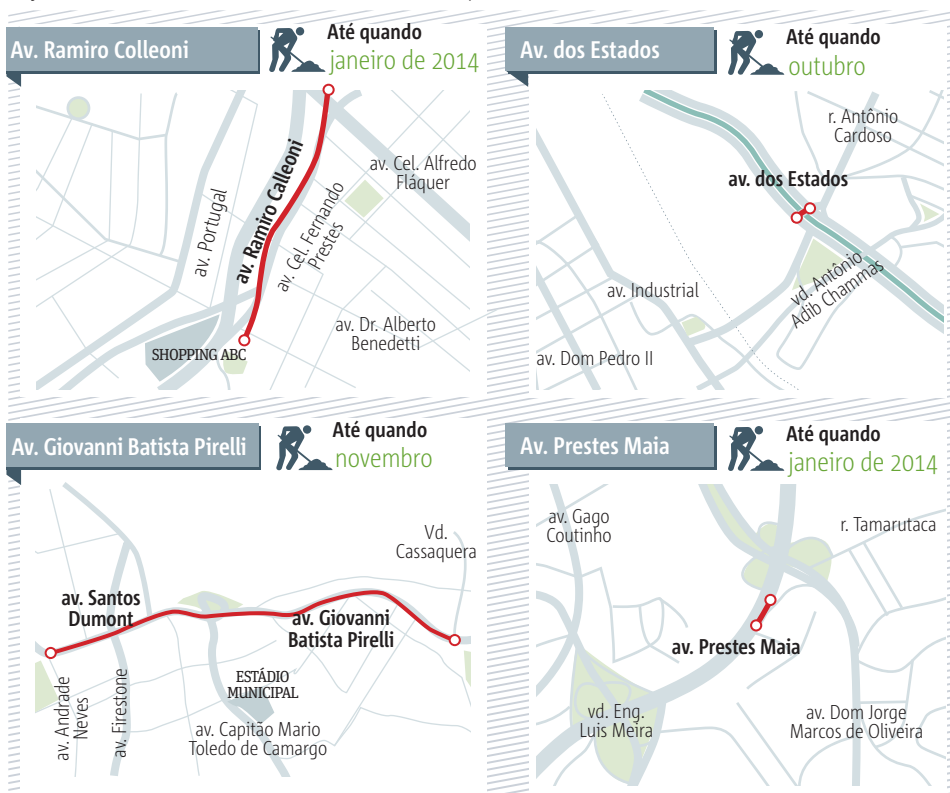 Av. Ramiro Colleoni
Até quando
janeiro de 2014
av. Portugal
av. Ramiro Calleoni
av. Cel. Fernando
Prestes
av. Cel. Alfredo
Fláquer
av. Dr. Alberto
Benedetti
SHOPPING ABC
Av. dos Estados
Até quando
outubro
r. Antônio
Cardoso
av. dos Estados
av. Industrial
vd. Antônio
Adib Chammas
av. Dom Pedro II
Av. Giovanni Batista Pirelli
Até quando
novembro
Vd.
Cassaquera
av. Santos
Dumont
av. Giovanni
Batista Pirelli
ESTÁDIO
MUNICIPAL
av. Andrade
Neves
av. Firestone
av. Capitão Mario
Toledo de Camargo
Av. Prestes Maia
Até quando
janeiro de 2014
av. Gago
Coutinho
r. Tamarutaca
av. Prestes Maia
vd. Eng.
Luis Meira
av. Dom Jorge
Marcos de Oliveira